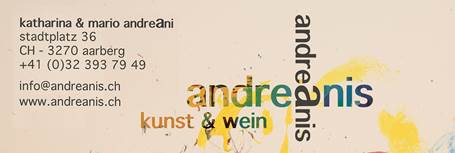 katharina & mario andreani
stadtplatz 36
CH - 3270 aarberg
+41 (0)32 393 79 49
info@andreanis.ch
www.andreanis.ch
andreanis
andreanis
kunst & wein